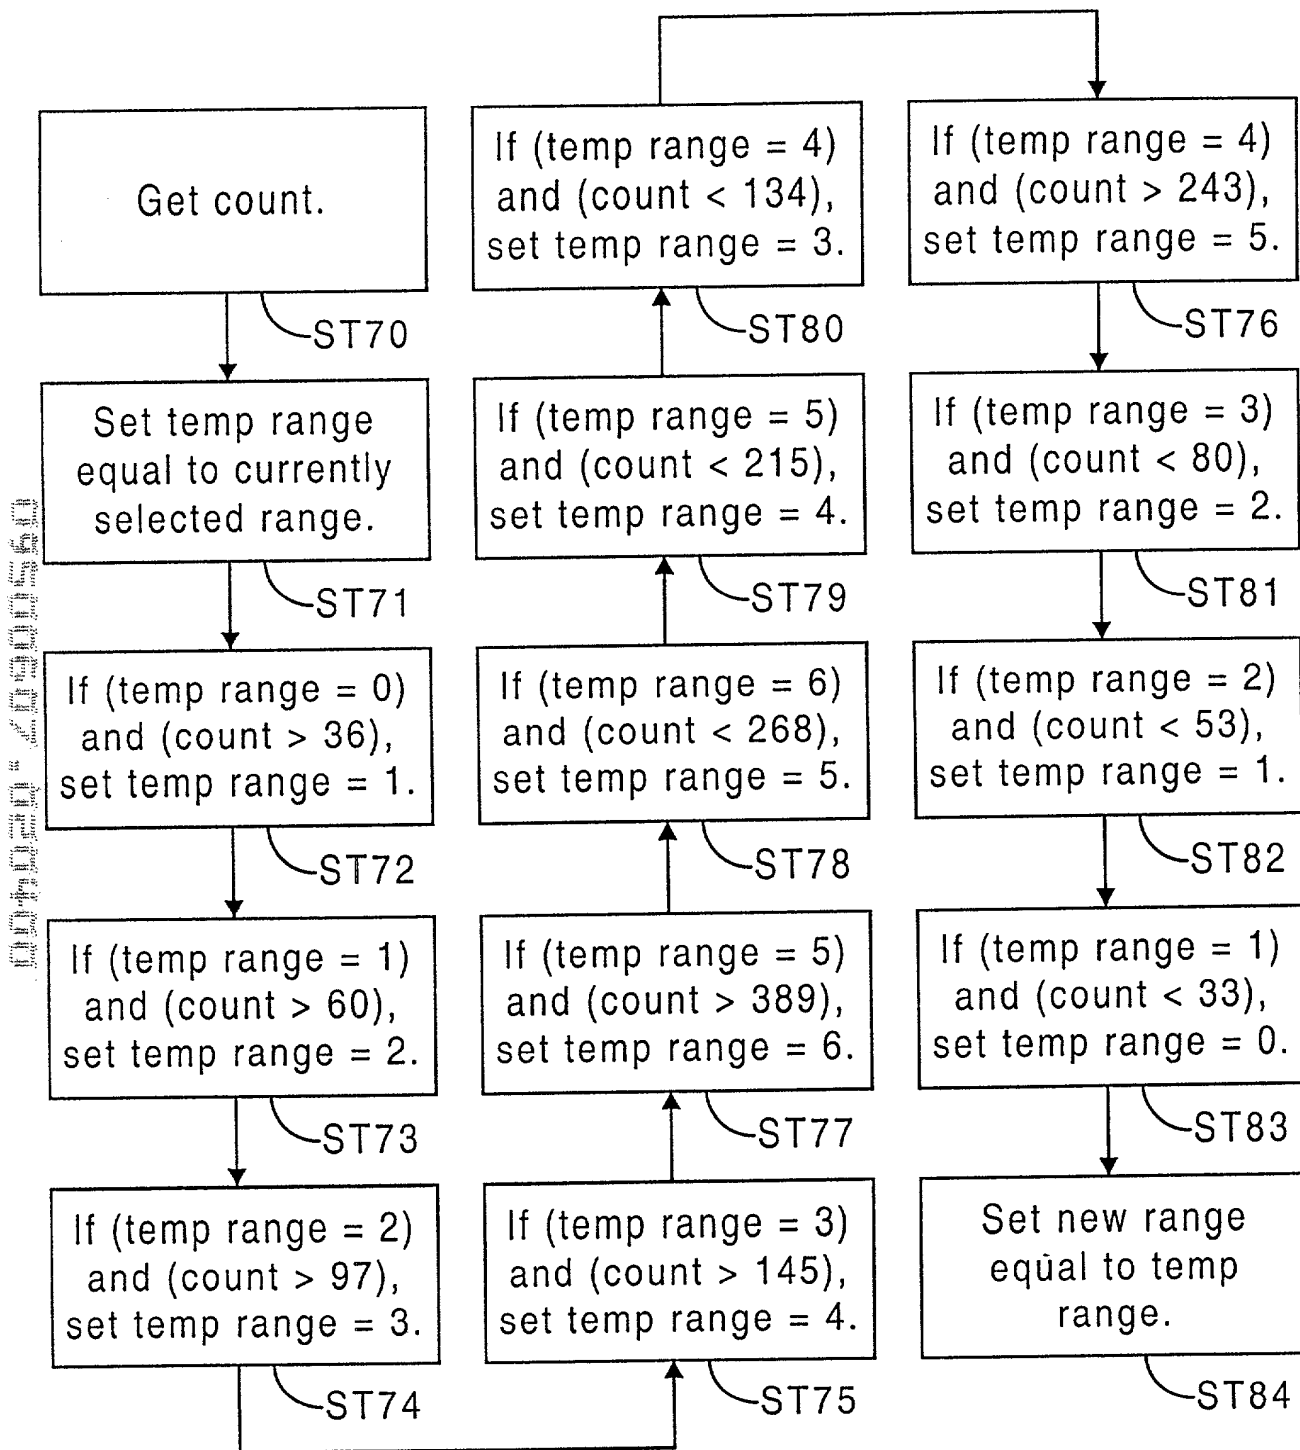 Get count.
ST70
Set temp range
equal to currently
selected range.
ST71
If (temp range = 0)
and (count > 36),
set temp range = 1.
ST72
If (temp range = 1)
and (count > 60),
set temp range = 2.
ST73
If (temp range = 2)
and (count > 97),
set temp range = 3.
ST74
If (temp range = 3)
and (count > 145),
set temp range = 4.
ST75
If (temp range = 5)
and (count > 389),
set temp range = 6.
ST77
If (temp range = 6)
and (count < 268),
set temp range = 5.
ST78
If (temp range = 5)
and (count < 215),
set temp range = 4.
ST79
If (temp range = 4)
and (count < 134),
set temp range = 3.
ST80
If (temp range = 4)
and (count > 243),
set temp range = 5.
ST76
If (temp range = 3)
and (count < 80),
set temp range = 2.
ST81
If (temp range = 2)
and (count < 53),
set temp range = 1.
ST82
If (temp range = 1)
and (count < 33),
set temp range = 0.
ST83
Set new range
equal to temp
range.
ST84